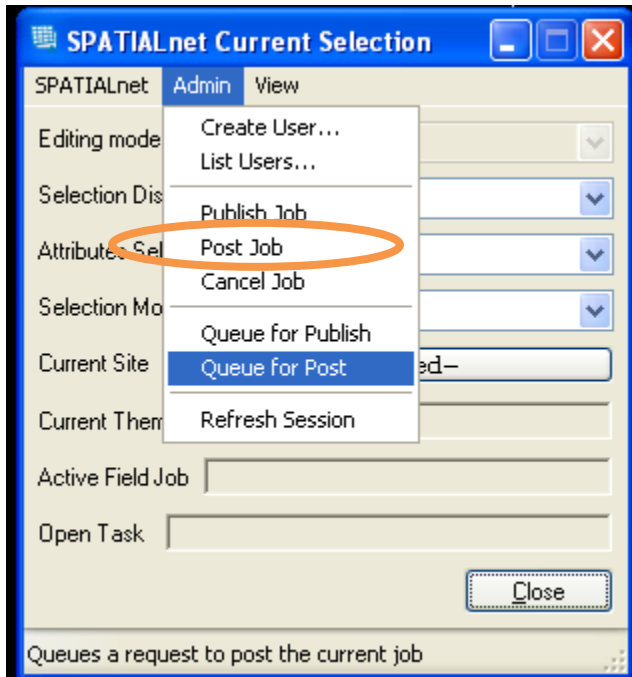 SPATIALnet Current Selection
SPATIALnet Admin View
Editing mode
Create User...
List Users...
Selection Dis
Publish Job
Attributes Sel
Post Job
Cancel Job
Selection Mo
Queue for Publish
Current Site
Queue for Post
ed-
Current Them
Refresh Session
Active Field Job
Open Task
Close
Queues a request to post the current job